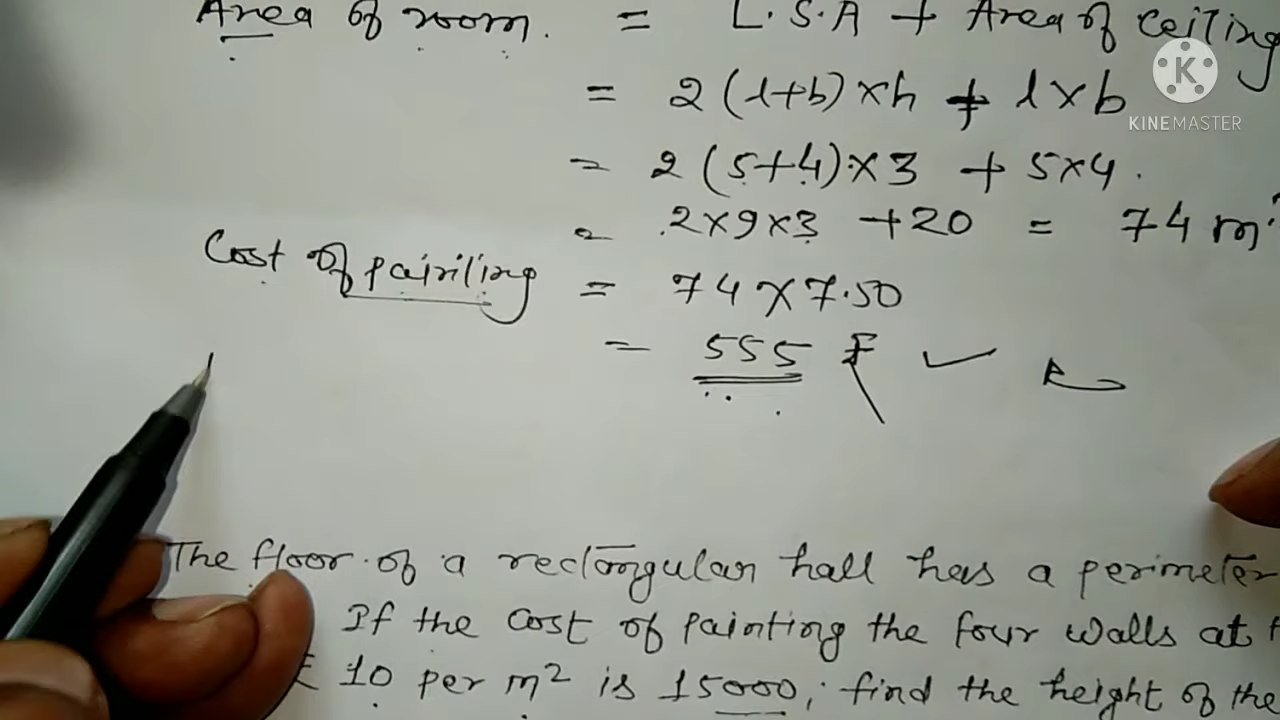 Area of room. = L.S.A + Area of Ceiling
= 2(l+b)×h + l×b
= 2(5+4)×3 + 5×4.
= 2×9×3 +20 = 74 m²
Cost of painiling = 74×7.50
= 555 ₹ ✓
The floor of a rectangular hall has a perimeter
If the cost of painting the four walls at
₹ 10 per m² is 15000, find the height of the
K
KINEMASTER